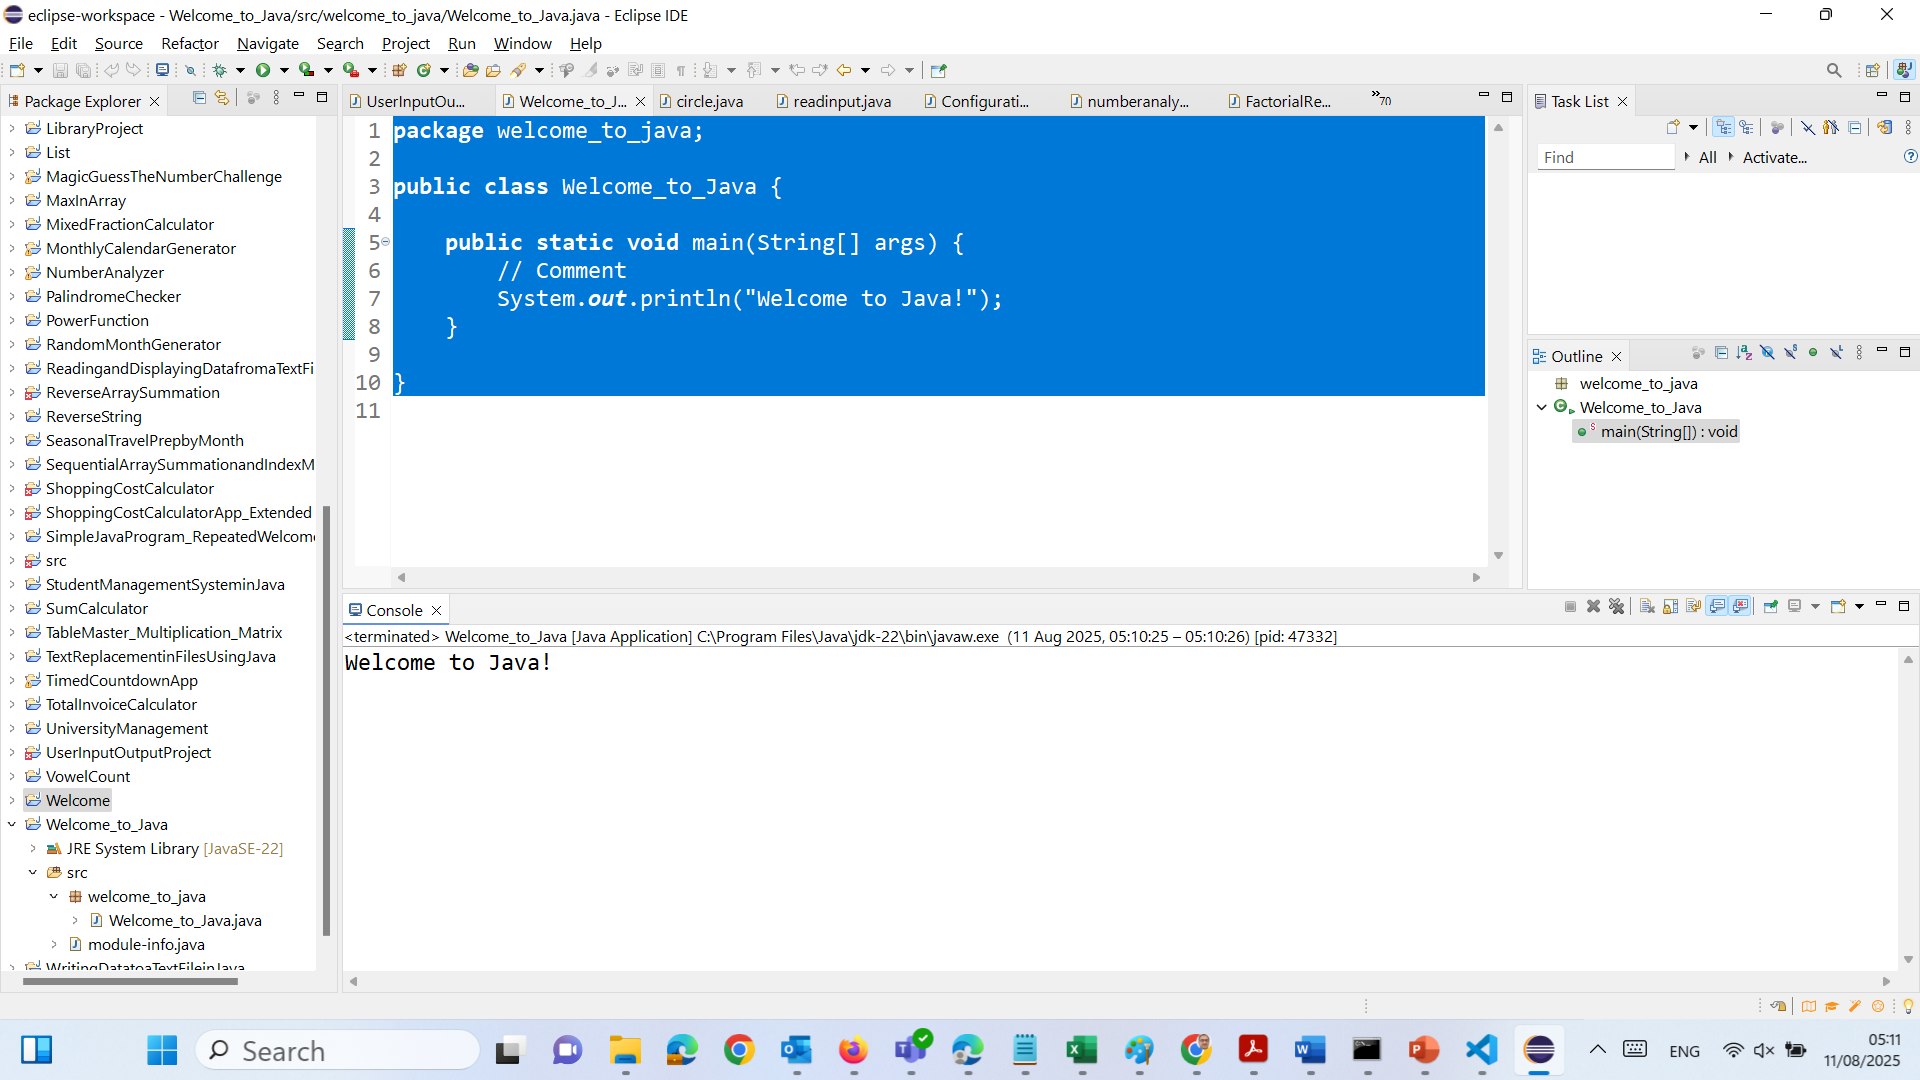 eclipse-workspace - Welcome_to_Java/src/welcome_to_java/Welcome_to_Java.java - Eclipse IDE
File Edit Source Refactor Navigate Search Project Run Window Help
Package Explorer
LibraryProject
List
MagicGuessTheNumberChallenge
MaxInArray
MixedFractionCalculator
MonthlyCalendarGenerator
NumberAnalyzer
PalindromeChecker
PowerFunction
RandomMonthGenerator
ReadingandDisplayingDatafromaTextFi
ReverseArraySummation
ReverseString
SeasonalTravelPrepbyMonth
SequentialArraySummationandIndexM
ShoppingCostCalculator
ShoppingCostCalculatorApp_Extended
SimpleJavaProgram_RepeatedWelcome
src
StudentManagementSysteminJava
SumCalculator
TableMaster_Multiplication_Matrix
TextReplacementinFilesUsingJava
TimedCountdownApp
TotalInvoiceCalculator
UniversityManagement
UserInputOutputProject
VowelCount
Welcome
Welcome_to_Java
JRE System Library [JavaSE-22]
src
welcome_to_java
Welcome_to_Java.java
module-info.java
WritingDatatoaTextFileinJava
UserInputOu... Welcome_to_J... circle.java readinput.java Configurati... numberanaly... FactorialRe... »70
1 package welcome_to_java;
2
3 public class Welcome_to_Java {
4
5 public static void main(String[] args) {
6 // Comment
7 System.out.println("Welcome to Java!");
8 }
9
10 }
11
Task List
Find All Activate...
Outline
welcome_to_java
Welcome_to_Java
main(String[]) : void
Console
<terminated> Welcome_to_Java [Java Application] C:\Program Files\Java\jdk-22\bin\javaw.exe (11 Aug 2025, 05:10:25 – 05:10:26) [pid: 47332]
Welcome to Java!
Search
ENG
05:11
11/08/2025